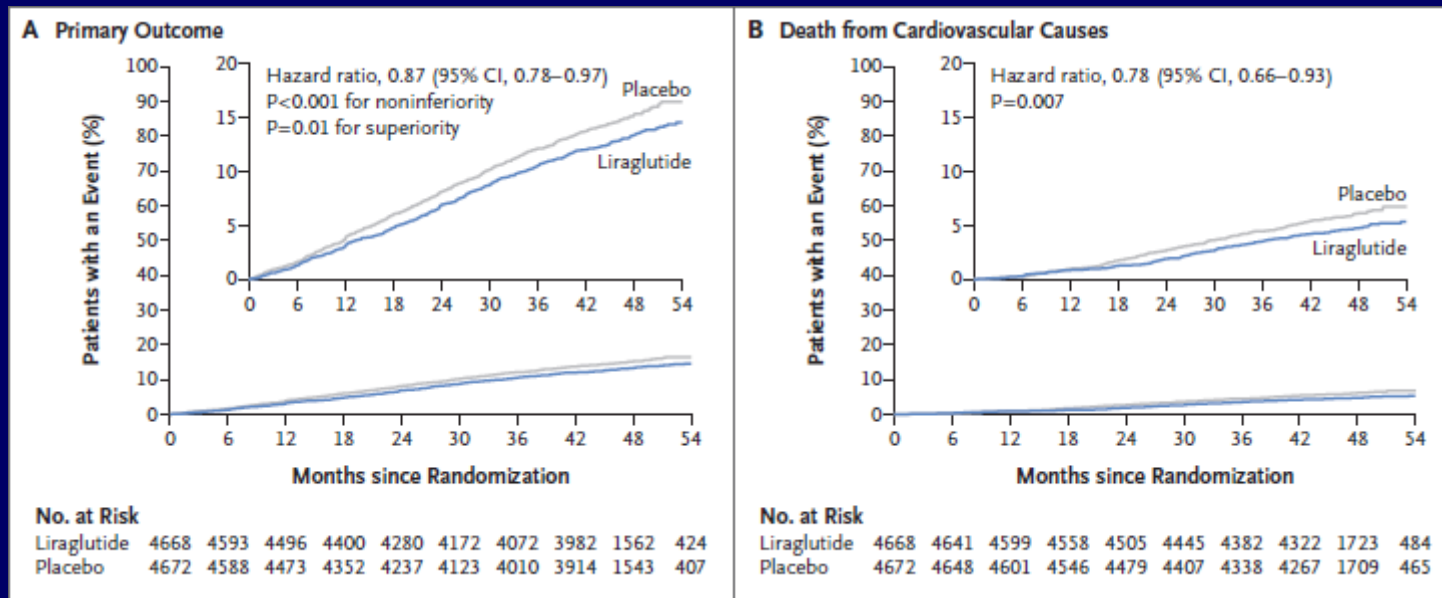 A Primary Outcome
Patients with an Event (%)
100
90
80
70
60
50
40
30
20
10
0
20
15
10
5
0
Hazard ratio, 0.87 (95% CI, 0.78–0.97)
P<0.001 for noninferiority
P=0.01 for superiority
Placebo
Liraglutide
0 6 12 18 24 30 36 42 48 54
0 6 12 18 24 30 36 42 48 54
Months since Randomization
No. at Risk
Liraglutide 4668 4593 4496 4400 4280 4172 4072 3982 1562 424
Placebo 4672 4588 4473 4352 4237 4123 4010 3914 1543 407
B Death from Cardiovascular Causes
Patients with an Event (%)
100
90
80
70
60
50
40
30
20
10
0
20
15
10
5
0
Hazard ratio, 0.78 (95% CI, 0.66–0.93)
P=0.007
Placebo
Liraglutide
0 6 12 18 24 30 36 42 48 54
0 6 12 18 24 30 36 42 48 54
Months since Randomization
No. at Risk
Liraglutide 4668 4641 4599 4558 4505 4445 4382 4322 1723 484
Placebo 4672 4648 4601 4546 4479 4407 4338 4267 1709 465